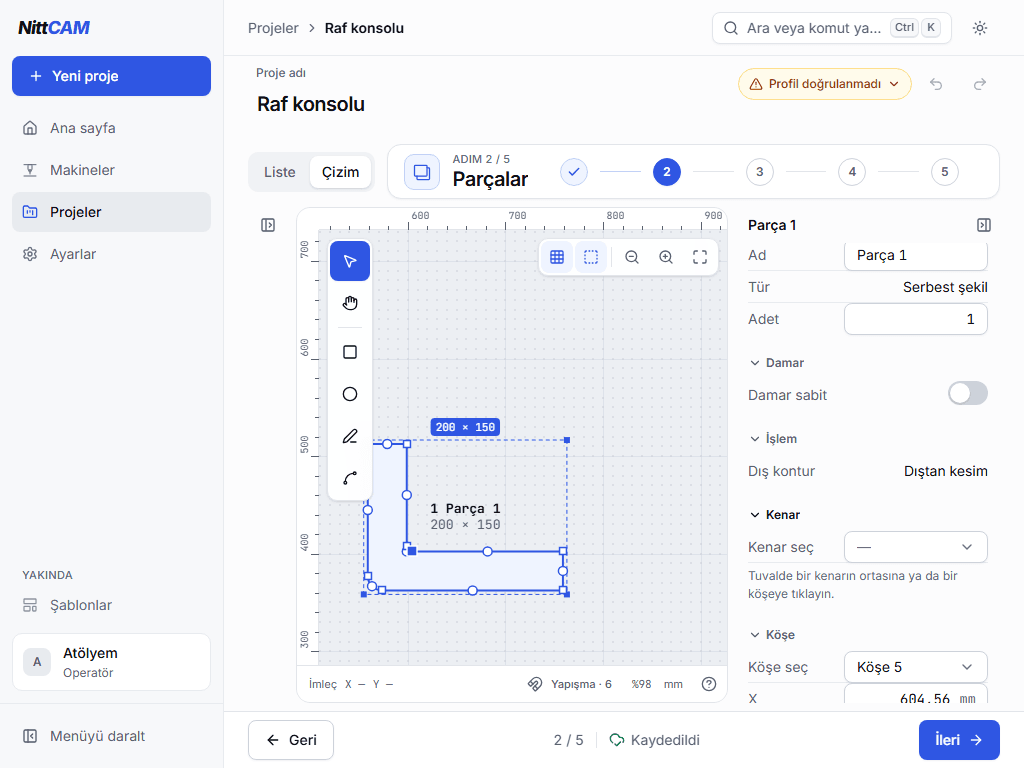 NittCAM
Yeni proje
Ana sayfa
Makineler
Projeler
Ayarlar
YAKINDA
Şablonlar
A
Atölyem
Operatör
Menüyü daralt
Projeler
Raf konsolu
Ara veya komut ya...
Ctrl
K
Proje adı
Raf konsolu
Profil doğrulanmadı
Liste
Çizim
ADIM 2 / 5
Parçalar
2
3
4
5
600
700
800
900
700
600
500
400
300
200 × 150
1 Parça 1
200 × 150
İmleç X — Y —
Yapışma · 6
%98
mm
Parça 1
Ad
Parça 1
Tür
Serbest şekil
Adet
1
Damar
Damar sabit
İşlem
Dış kontur
Dıştan kesim
Kenar
Kenar seç
—
Tuvalde bir kenarın ortasına ya da bir
köşeye tıklayın.
Köşe
Köşe seç
Köşe 5
X
604.56 mm
Geri
2 / 5
Kaydedildi
İleri